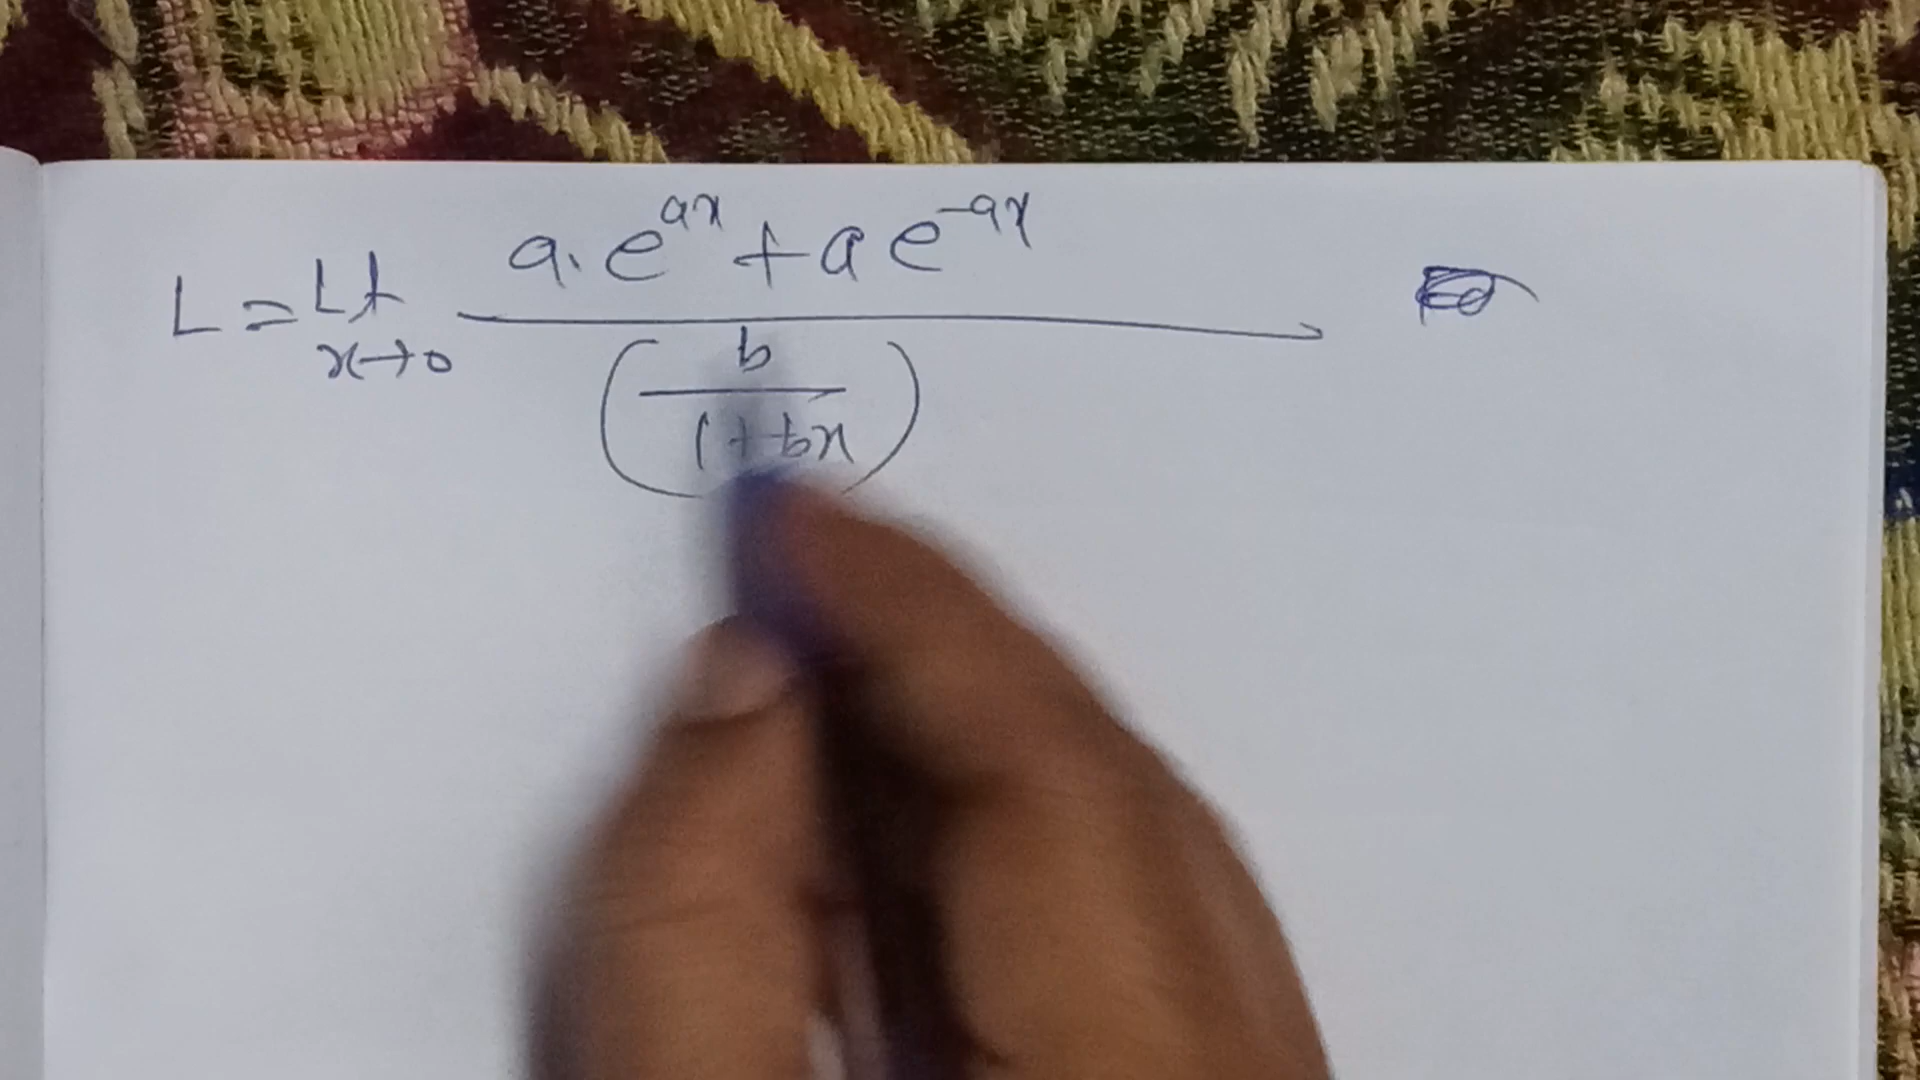 L = Lt x→0 (a.e^{ax} + a e^{-ax}) / (b/(1+bx))